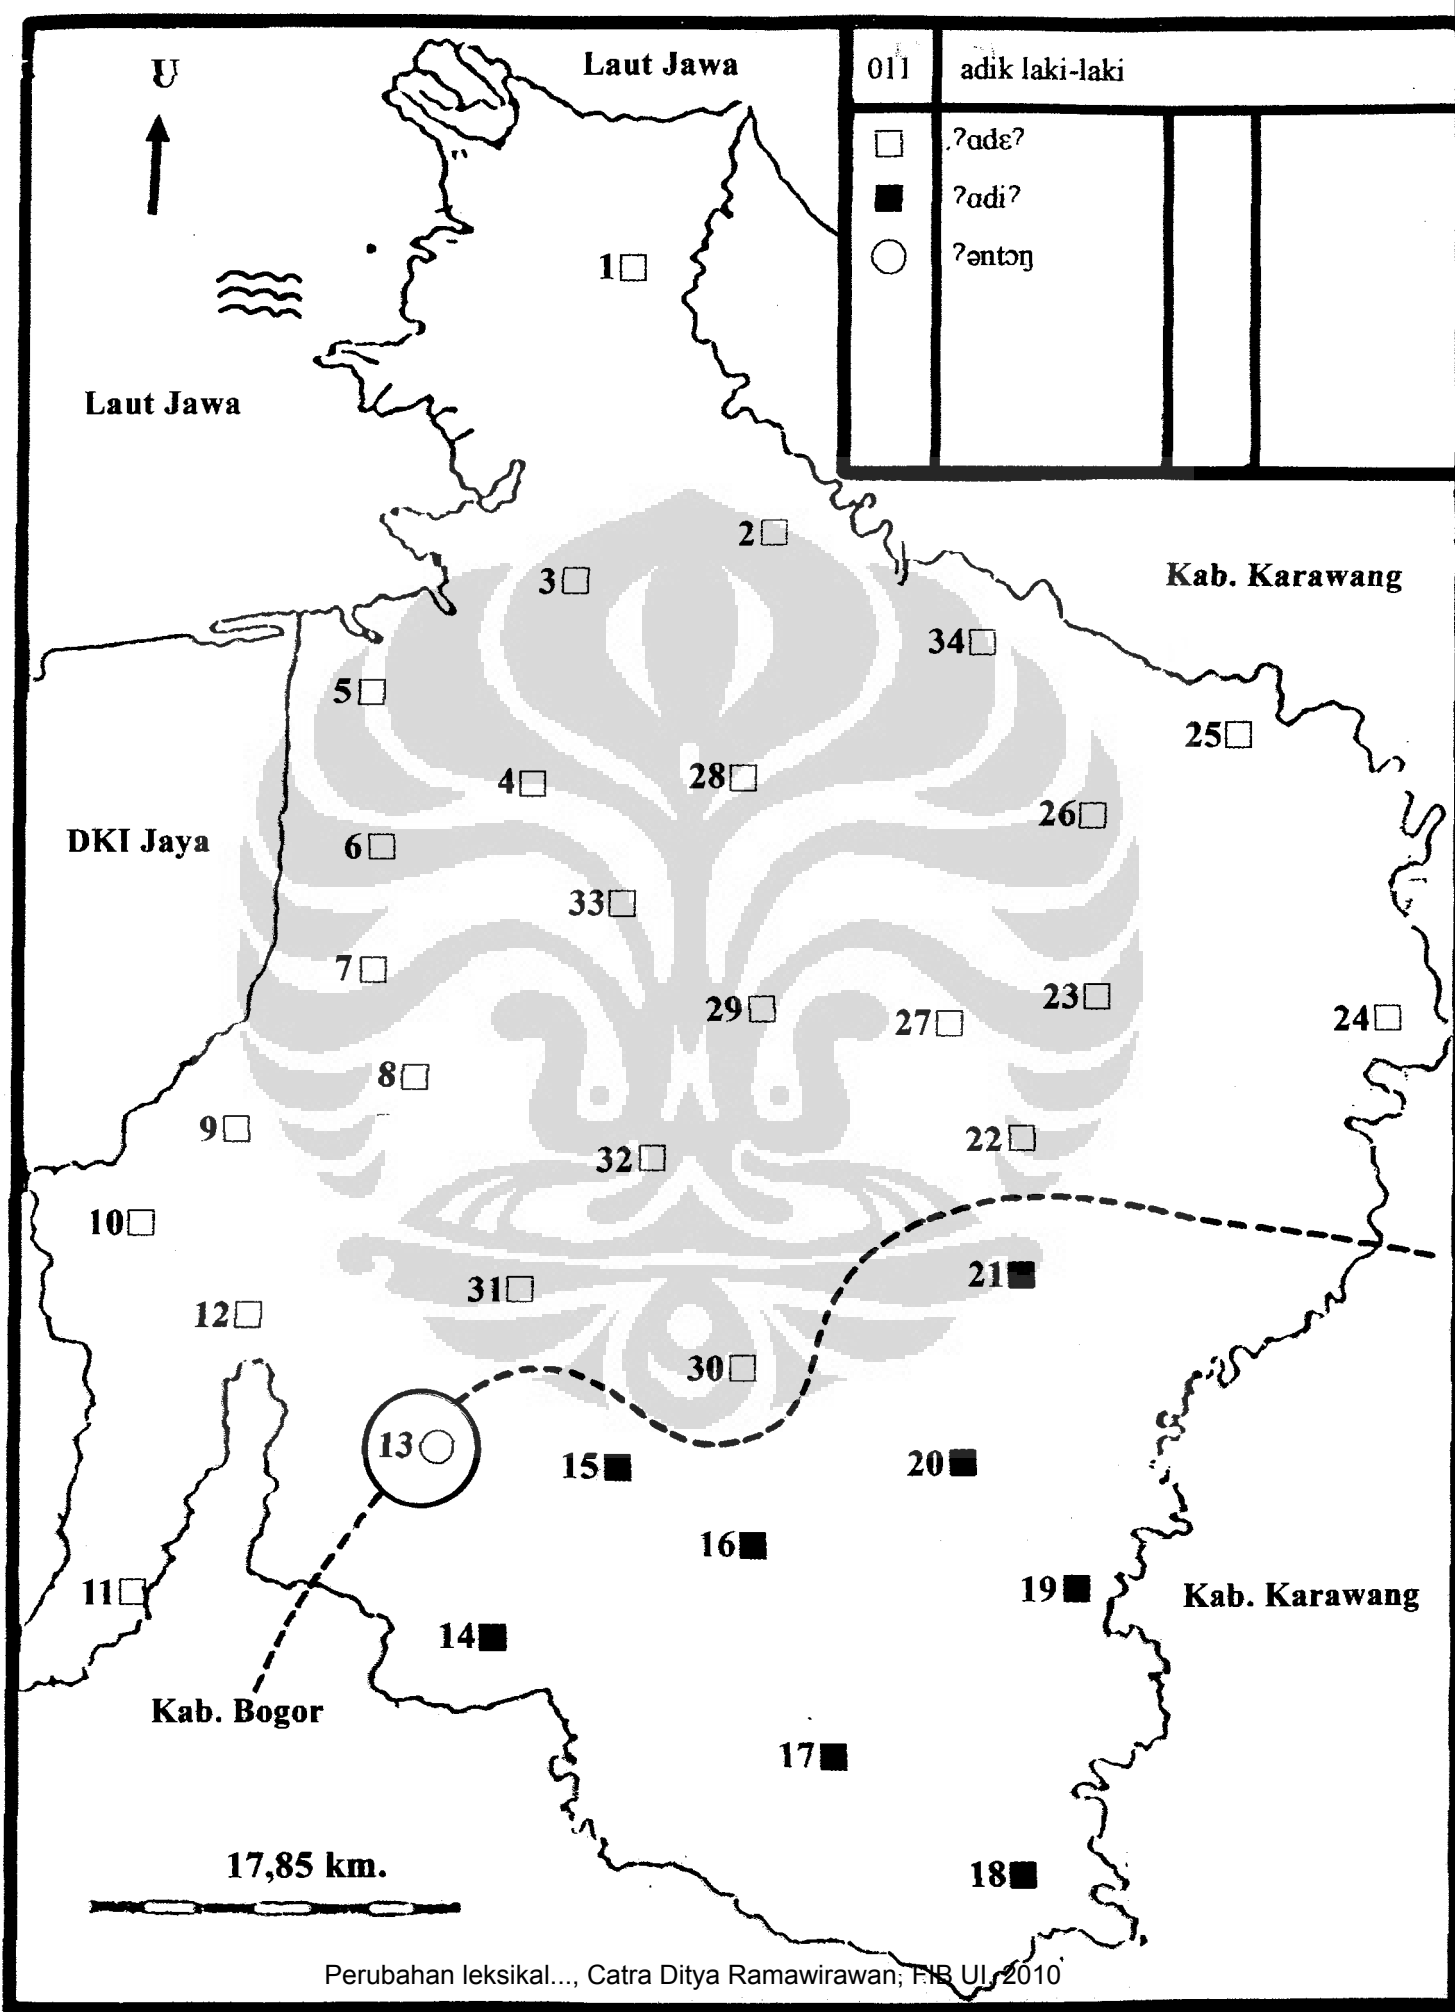 U
Laut Jawa
011 adik laki-laki
ʔɑdɛʔ
ʔɑdiʔ
ʔəntɔŋ
1
Laut Jawa
2
3
Kab. Karawang
34
5
25
4
28
26
DKI Jaya
6
33
7
29
27
23
24
8
9
32
22
10
21
31
12
30
13
15
20
16
11
19
Kab. Karawang
14
Kab. Bogor
17
17,85 km.
18
Perubahan leksikal..., Catra Ditya Ramawirawan, FIB UI, 2010